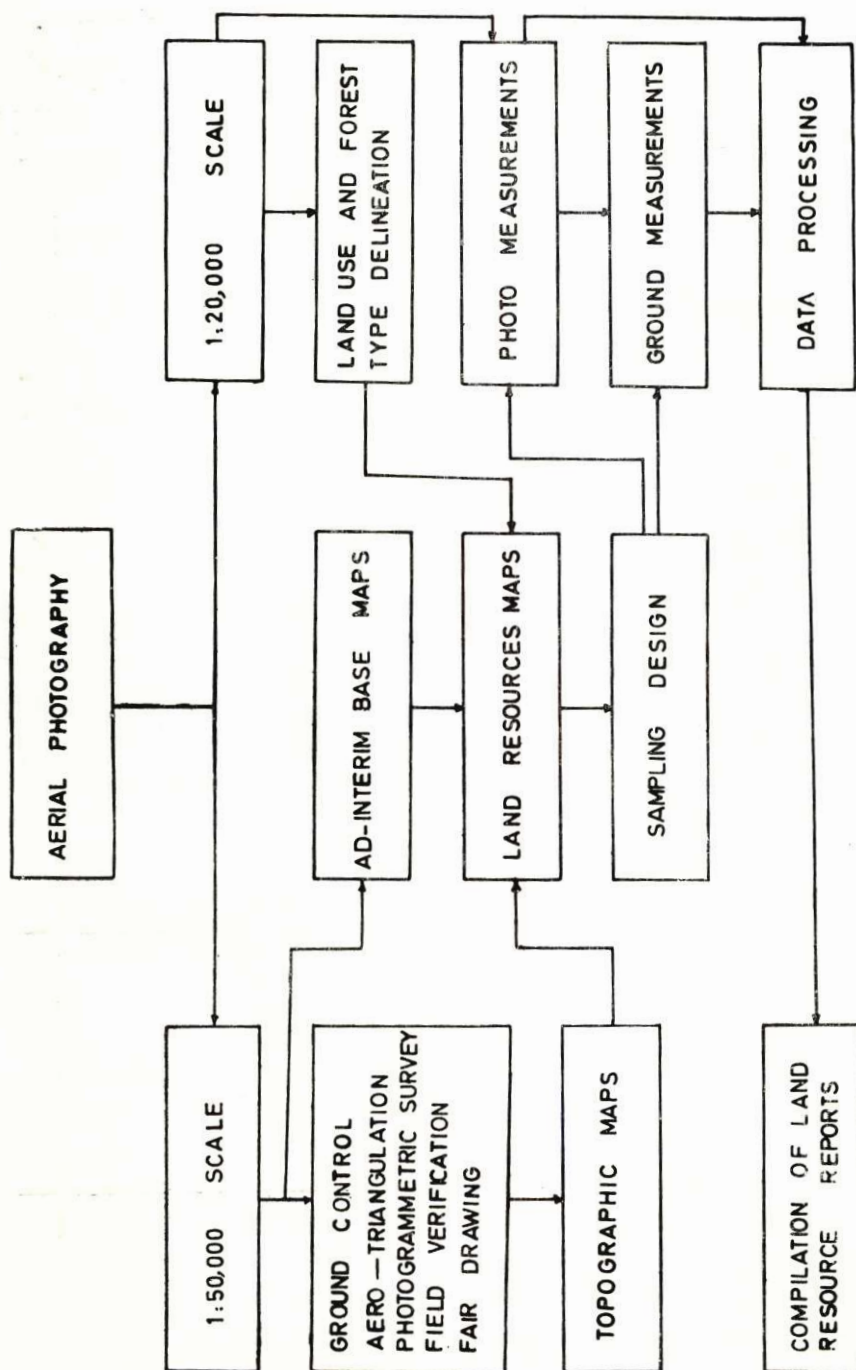 AERIAL PHOTOGRAPHY
1:50,000 SCALE
1:20,000 SCALE
GROUND CONTROL
AERO—TRIANGULATION
PHOTOGRAMMETRIC SURVEY
FIELD VERIFICATION
FAIR DRAWING
AD-INTERIM BASE MAPS
LAND USE AND FOREST
TYPE DELINEATION
TOPOGRAPHIC MAPS
LAND RESOURCES MAPS
PHOTO MEASUREMENTS
SAMPLING DESIGN
GROUND MEASUREMENTS
COMPILATION OF LAND
RESOURCE REPORTS
DATA PROCESSING